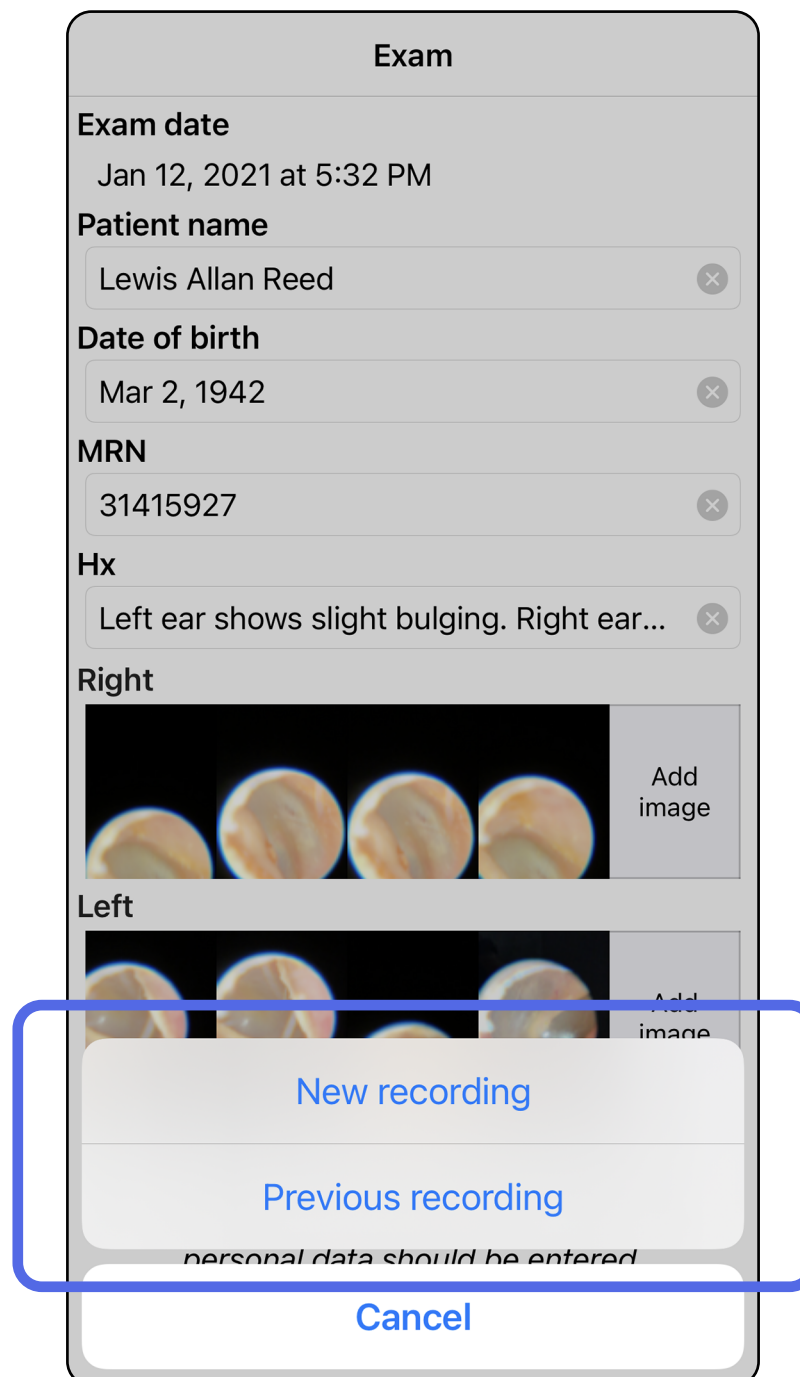 Exam
Exam date
Jan 12, 2021 at 5:32 PM
Patient name
Lewis Allan Reed
Date of birth
Mar 2, 1942
MRN
31415927
Hx
Left ear shows slight bulging. Right ear...
Right
Add
image
Left
Add
image
New recording
Previous recording
personal data should be entered
Cancel